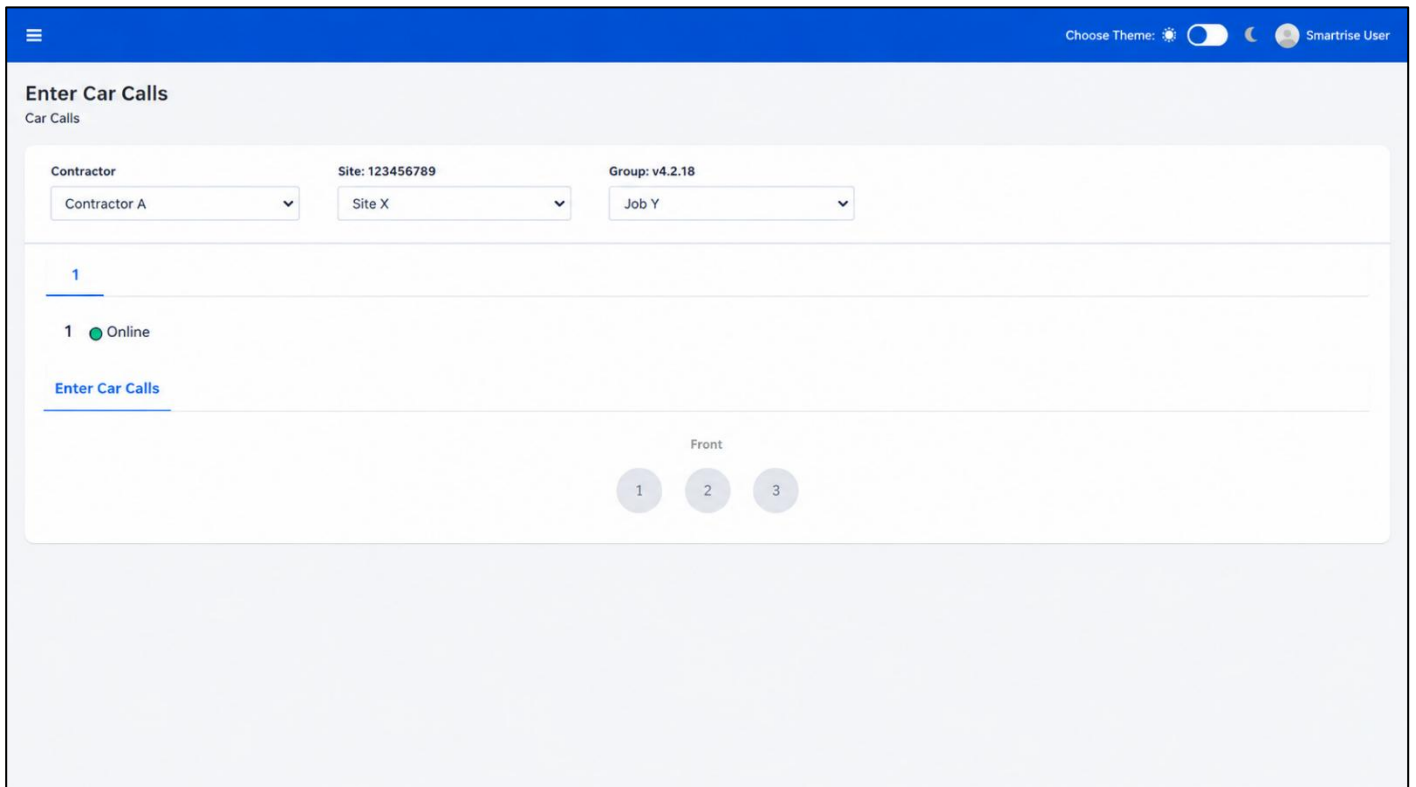 Choose Theme: Smartrise User
Enter Car Calls
Car Calls
Contractor Site: 123456789 Group: v4.2.18
Contractor A Site X Job Y
1
1 Online
Enter Car Calls
Front
1 2 3